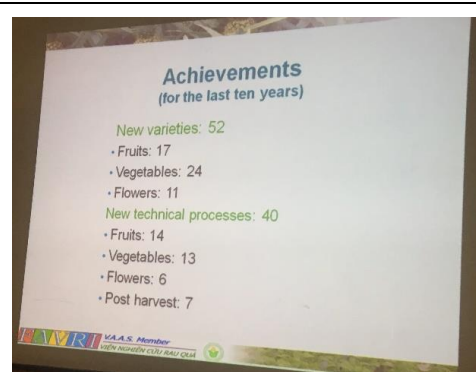 Achievements
(for the last ten years)
New varieties: 52
• Fruits: 17
• Vegetables: 24
• Flowers: 11
New technical processes: 40
• Fruits: 14
• Vegetables: 13
• Flowers: 6
• Post harvest: 7
FAVRI
V.A.A.S. Member
VIỆN NGHIÊN CỨU RAU QUẢ